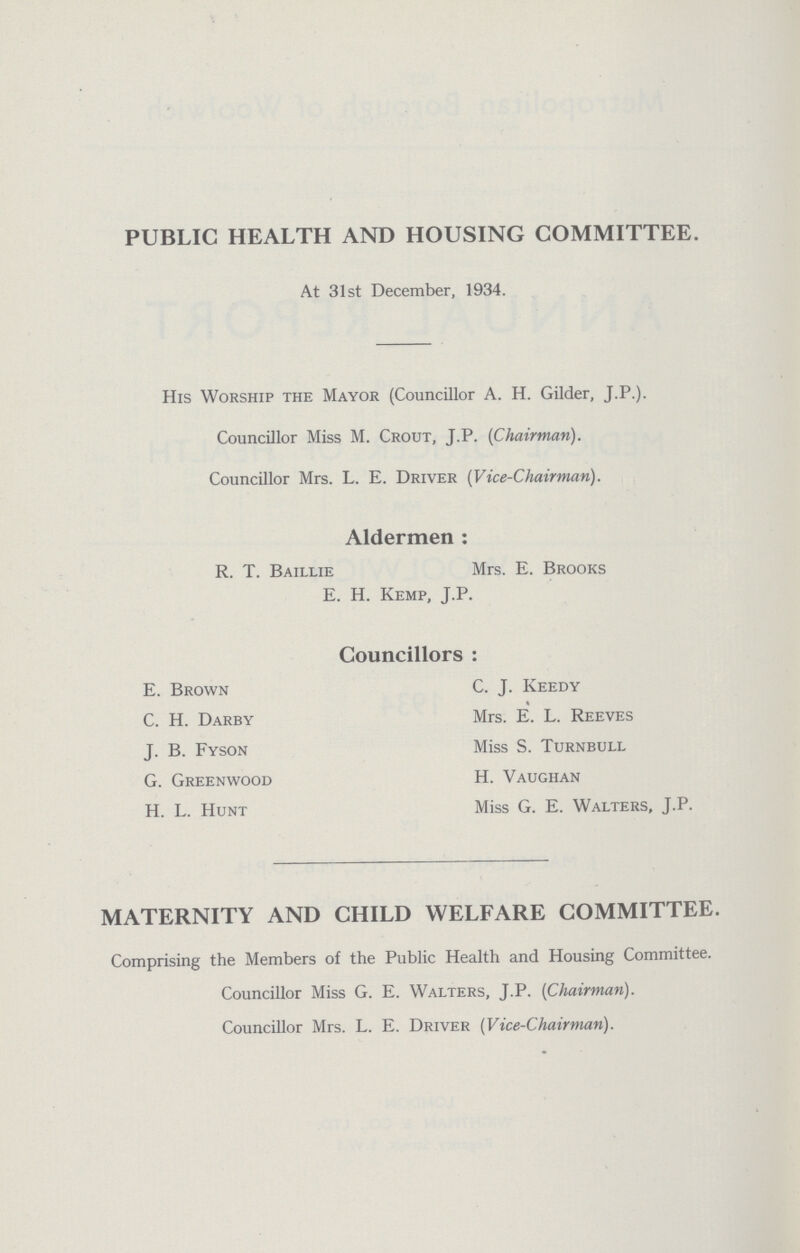 PUBLIC HEALTH AND HOUSING COMMITTEE.
At 31st December, 1934.
His Worship the Mayor (Councillor A. H. Gilder, J.P.).
Councillor Miss M. Crout, J.P. (Chairman).
Councillor Mrs. L. E. Driver (Vice-Chairman).
Aldermen :
R. T. Baillie Mrs. E. Brooks
E. H. Kemp, J.P.
Councillors :
E. Brown C. J. Keedy
C. H. Darby Mrs. E. L. Reeves
J. B. Fyson Miss S. Turnbull
G. Greenwood H. Vaughan
H. L. Hunt Miss G. E. Walters, J.P.
MATERNITY AND CHILD WELFARE COMMITTEE.
Comprising the Members of the Public Health and Housing Committee.
Councillor Miss G. E. Walters, J.P. (Chairman).
Councillor Mrs. L. E. Driver (Vice-Chairman).